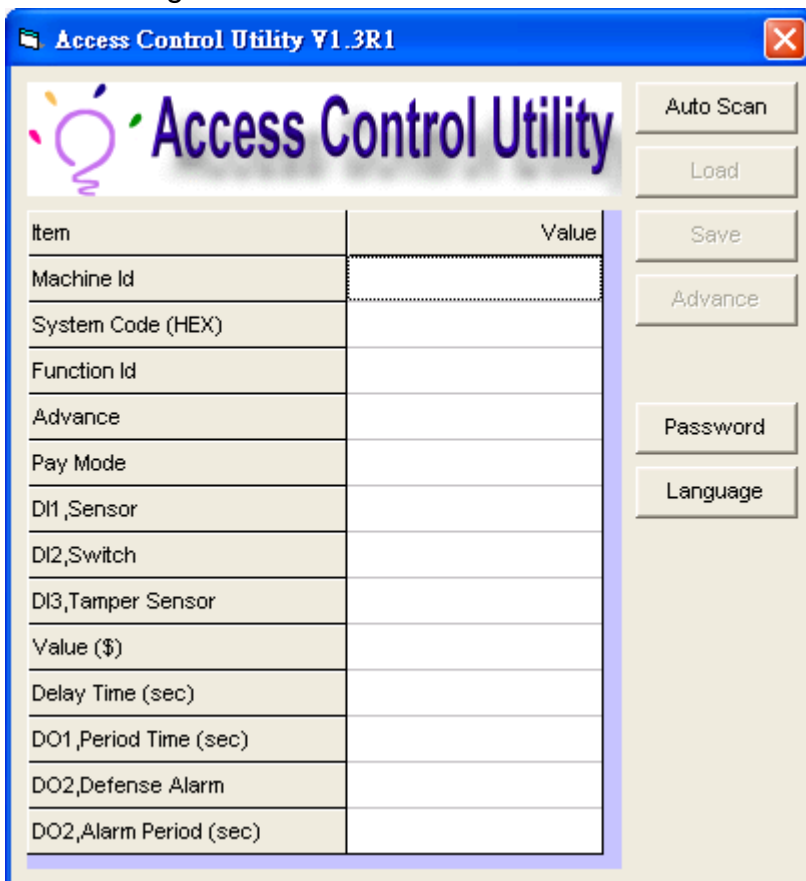 Access Control Utility V1.3R1
Access Control Utility
Auto Scan
Load
Save
Advance
Password
Language
Item Value
Machine Id
System Code (HEX)
Function Id
Advance
Pay Mode
DI1,Sensor
DI2,Switch
DI3,Tamper Sensor
Value ($)
Delay Time (sec)
DO1,Period Time (sec)
DO2,Defense Alarm
DO2,Alarm Period (sec)